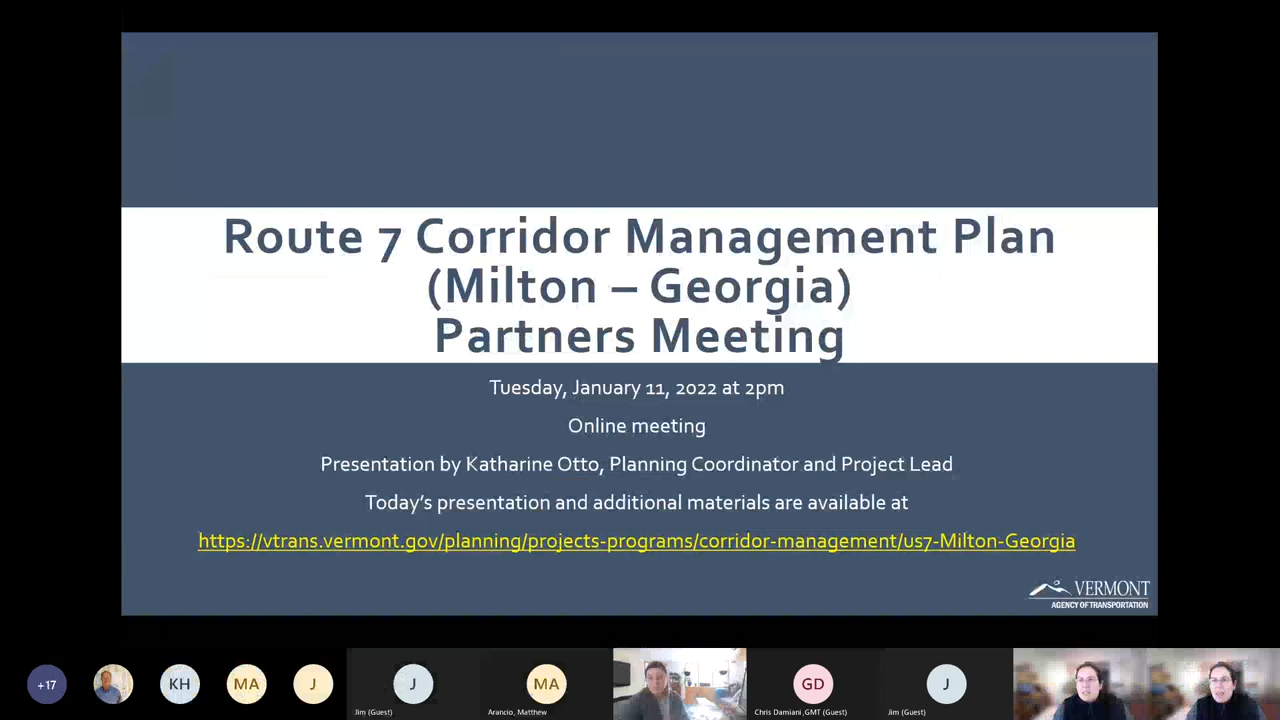 Route 7 Corridor Management Plan
(Milton – Georgia)
Partners Meeting
Tuesday, January 11, 2022 at 2pm
Online meeting
Presentation by Katharine Otto, Planning Coordinator and Project Lead
Today's presentation and additional materials are available at
https://vtrans.vermont.gov/planning/projects-programs/corridor-management/us7-Milton-Georgia
VERMONT
AGENCY OF TRANSPORTATION
+17
KH
MA
J
J
Jim (Guest)
MA
Arancio, Matthew
GD
Chris Damiani ,GMT (Guest)
J
Jim (Guest)